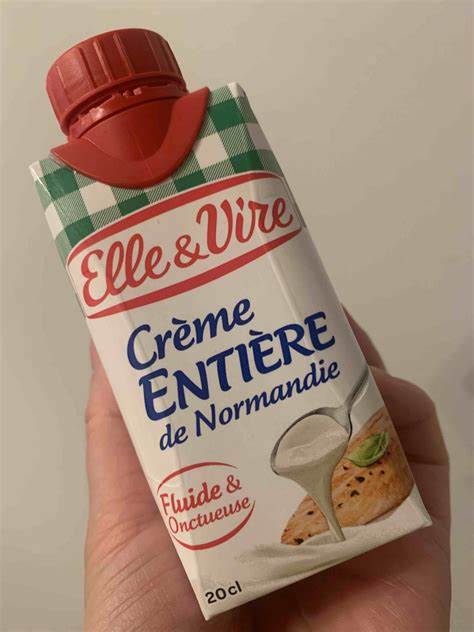 Elle & Vire
Crème
ENTIÈRE
de Normandie
Fluide &
Onctueuse
20cl